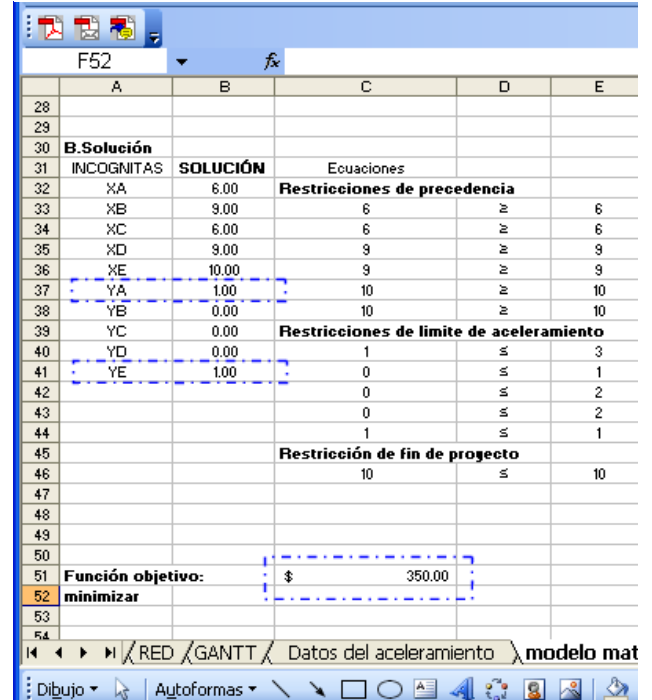 F52 fx
A B C D E
28
29
30 B.Solución
31 INCOGNITAS SOLUCIÓN Ecuaciones
32 XA 6.00 Restricciones de precedencia
33 XB 9.00 6 ≥ 6
34 XC 6.00 6 ≥ 6
35 XD 9.00 9 ≥ 9
36 XE 10.00 9 ≥ 9
37 YA 1.00 10 ≥ 10
38 YB 0.00 10 ≥ 10
39 YC 0.00 Restricciones de limite de aceleramiento
40 YD 0.00 1 ≤ 3
41 YE 1.00 0 ≤ 1
42 0 ≤ 2
43 0 ≤ 2
44 1 ≤ 1
45 Restricción de fin de proyecto
46 10 ≤ 10
47
48
49
50
51 Función objetivo: $ 350.00
52 minimizar
53
54
RED GANTT Datos del aceleramiento modelo mat
Dibujo Autoformas